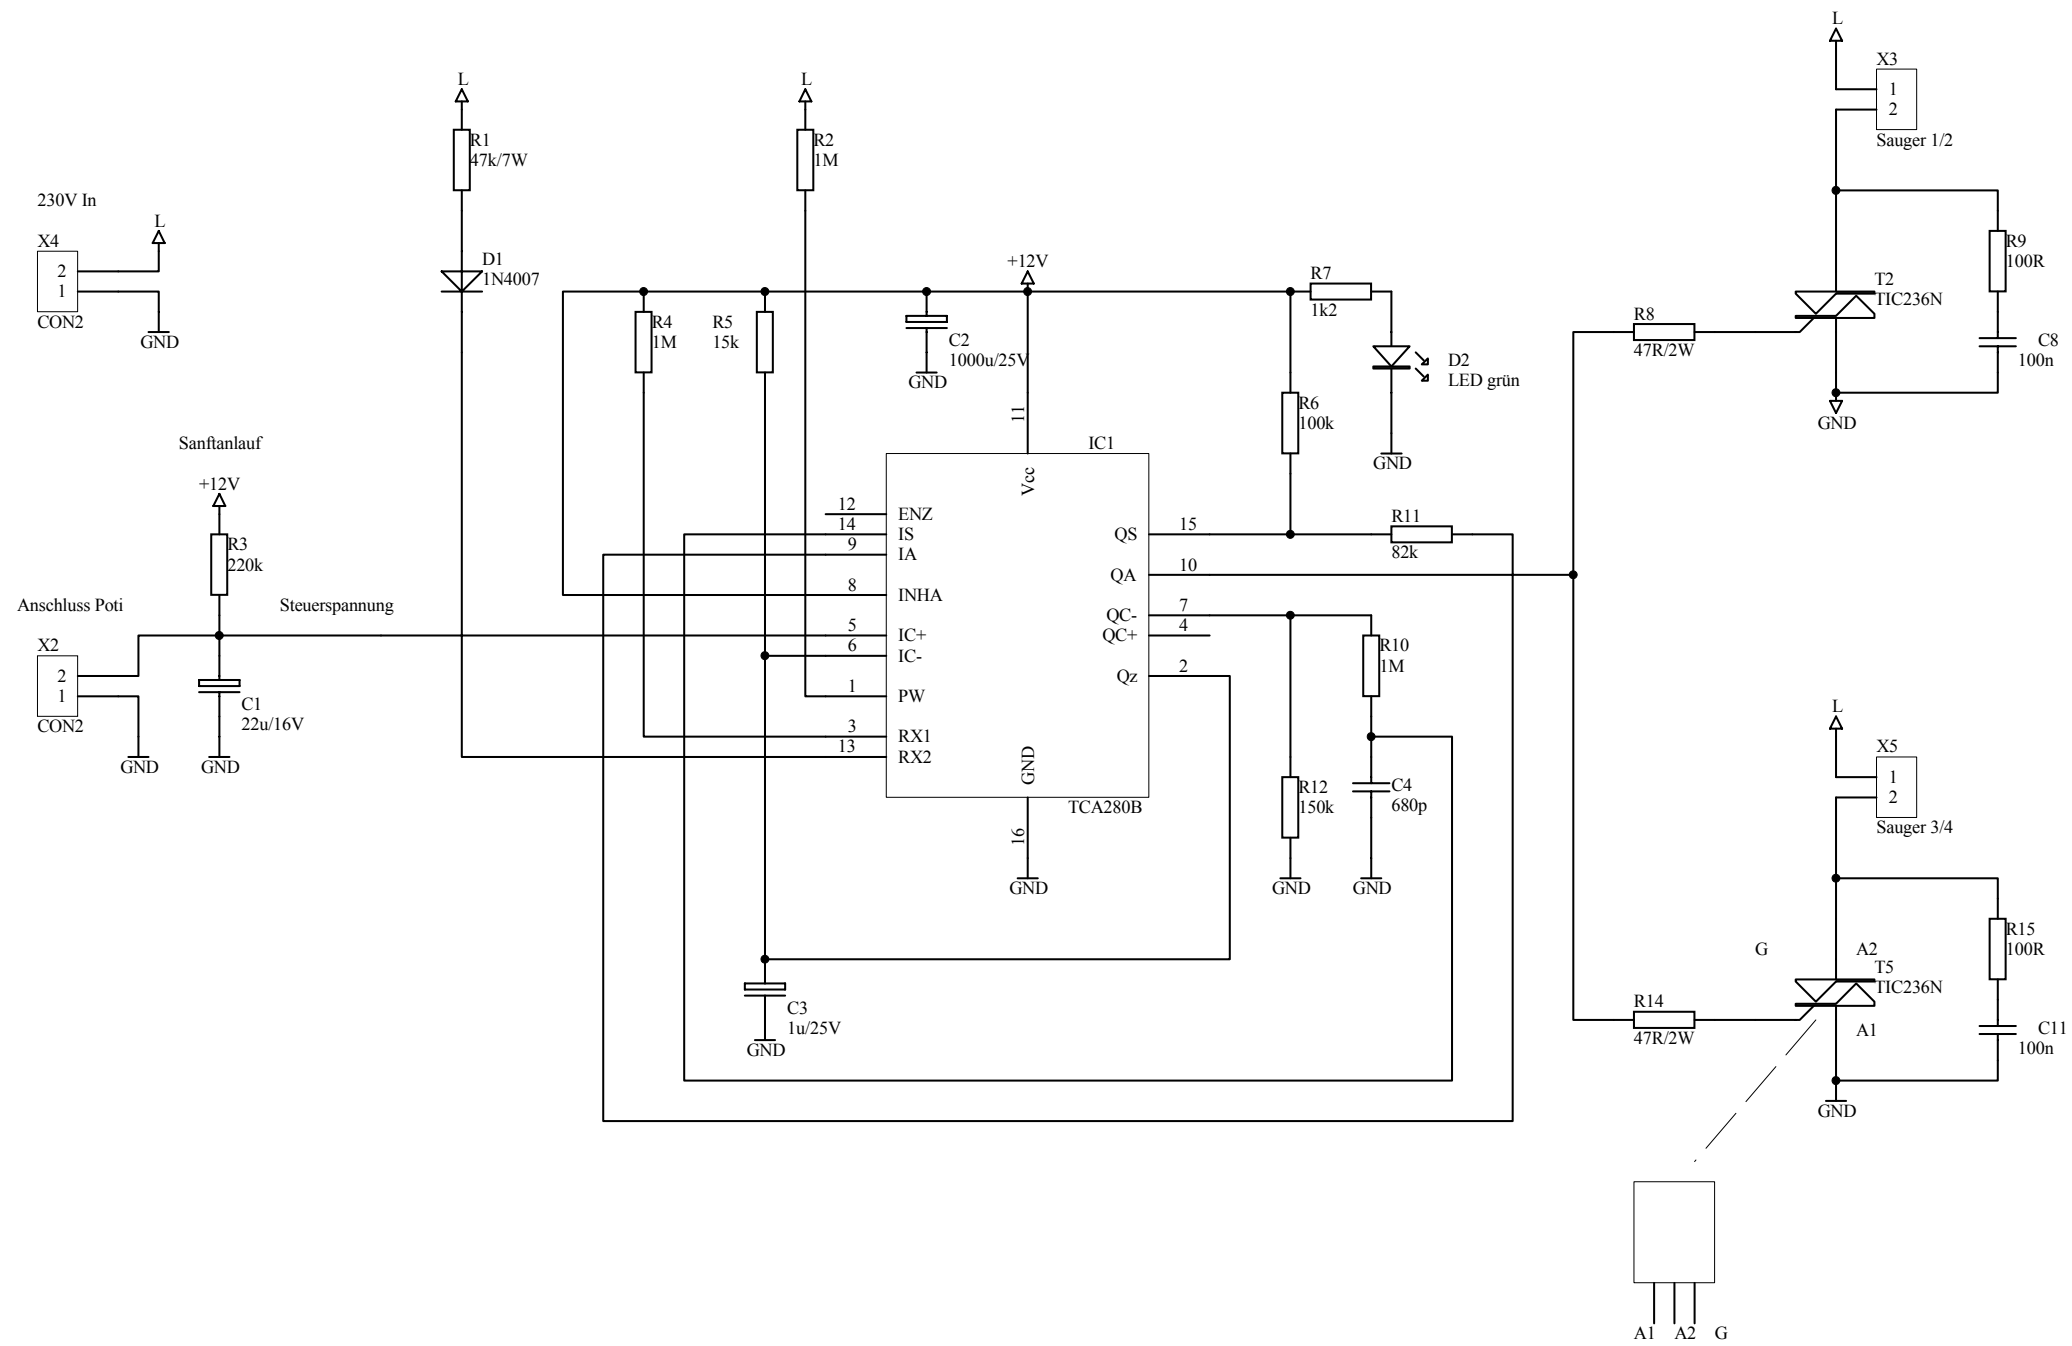 L
X3
1
2
Sauger 1/2
L
R1
47k/7W
L
R2
1M
230V In
L
X4
2
1
CON2
GND
D1
1N4007
+12V
R7
1k2
R4
1M
R5
15k
C2
1000u/25V
GND
D2
LED grün
GND
R6
100k
R9
100R
T2
TIC236N
R8
47R/2W
C8
100n
GND
Sanftanlauf
+12V
R3
220k
Anschluss Poti
Steuerspannung
X2
2
1
CON2
GND
C1
22u/16V
GND
11
IC1
Vcc
12
ENZ
14
IS
9
IA
8
INHA
5
IC+
6
IC-
1
PW
3
RX1
13
RX2
QS
15
QA
10
QC-
7
QC+
4
Qz
2
GND
TCA280B
16
GND
R11
82k
R10
1M
R12
150k
C4
680p
GND
GND
C3
1u/25V
GND
L
X5
1
2
Sauger 3/4
G
A2
T5
TIC236N
R15
100R
R14
47R/2W
A1
C11
100n
GND
A1
A2
G